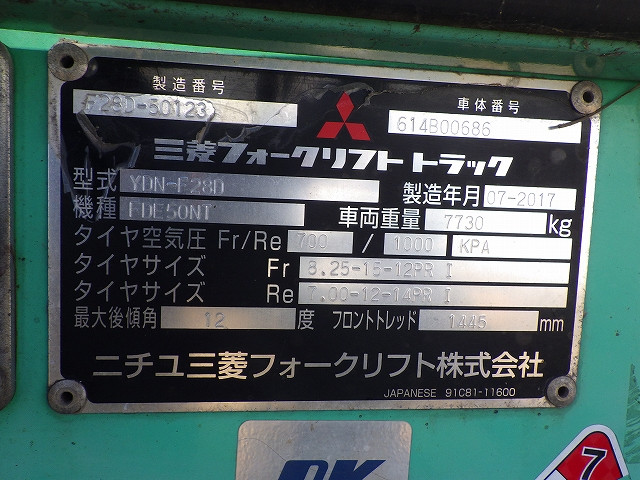 製造番号
F28D-50123
車体番号
614B00686
三菱フォークリフトトラック
型式 YDN-F28D
製造年月 07-2017
機種 FDE50NT
車両重量 7730 kg
タイヤ空気圧 Fr/Re 700 / 1000 KPA
タイヤサイズ Fr 8.25-15-12PR I
タイヤサイズ Re 7.00-12-14PR I
最大後傾角 12 度 フロントトレッド 1445 mm
ニチユ三菱フォークリフト株式会社
JAPANESE 91C81-11600
7